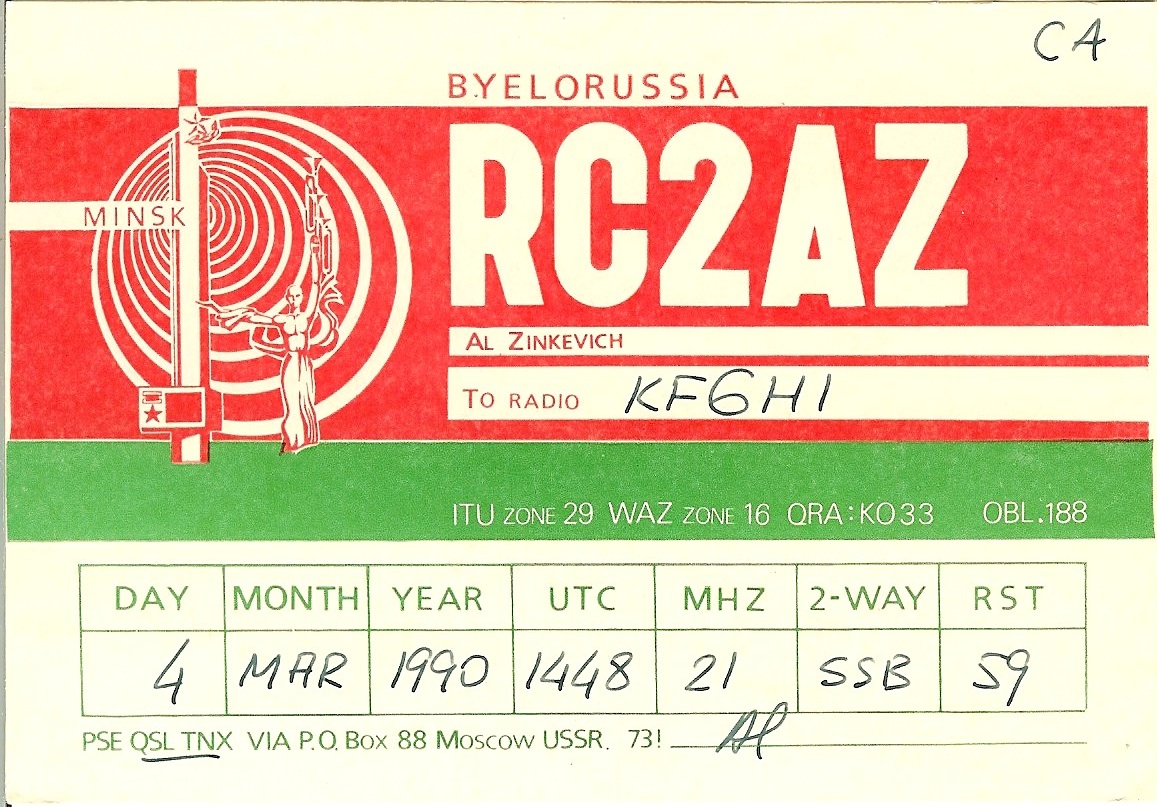 CA
BYELORUSSIA
RC2AZ
MINSK
AL ZINKEVICH
TO RADIO KF6HI
ITU ZONE 29 WAZ ZONE 16 QRA:KO33 OBL.188
DAY MONTH YEAR UTC MHZ 2-WAY RST
4 MAR 1990 1448 21 SSB 59
PSE QSL TNX VIA P.O. Box 88 Moscow USSR. 73! Al